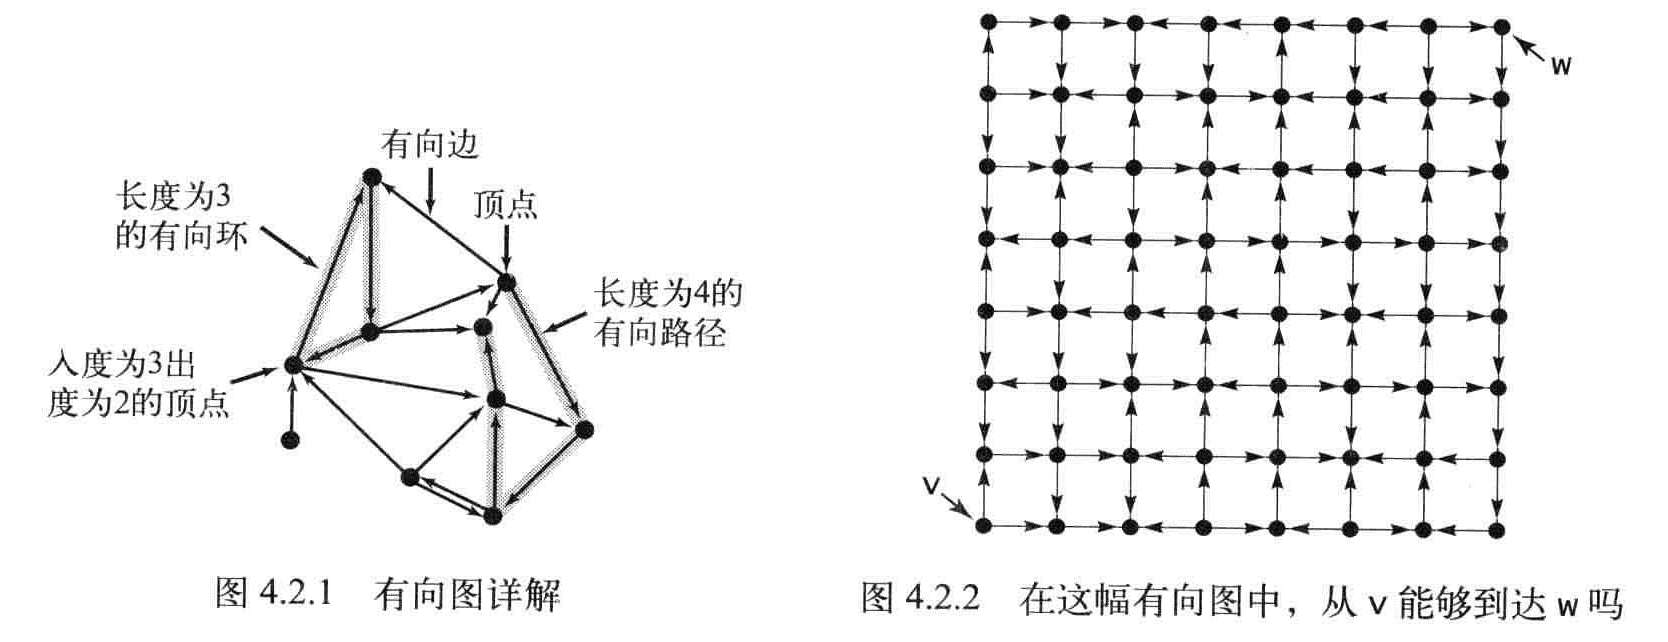 有向边
长度为3
的有向环
顶点
长度为4的
有向路径
入度为3出
度为2的顶点
图 4.2.1 有向图详解
w
v
图 4.2.2 在这幅有向图中，从 v 能够到达 w 吗